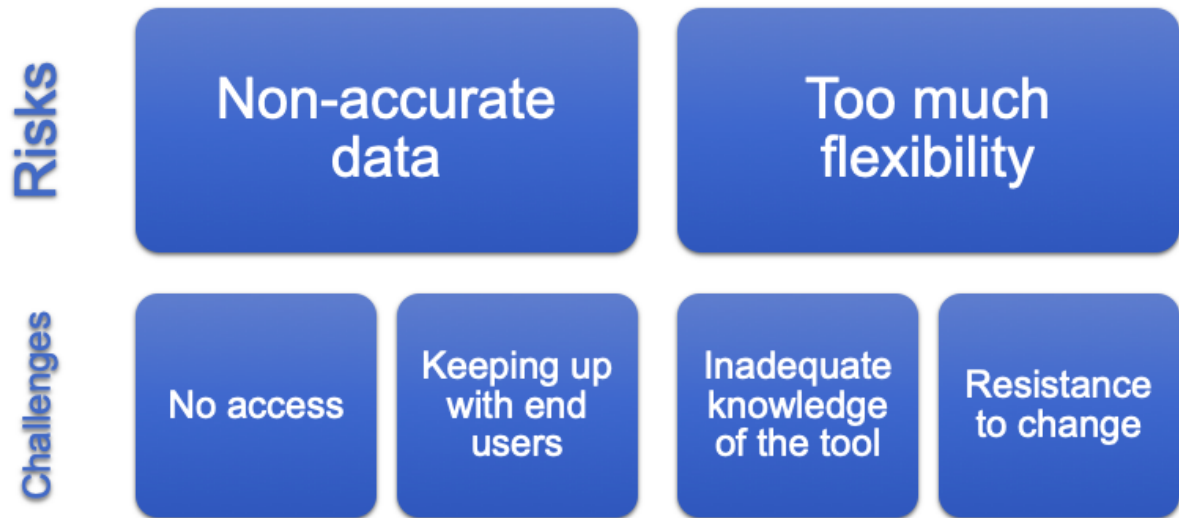 Risks
Non-accurate
data
Too much
flexibility
Challenges
No access
Keeping up
with end
users
Inadequate
knowledge
of the tool
Resistance
to change